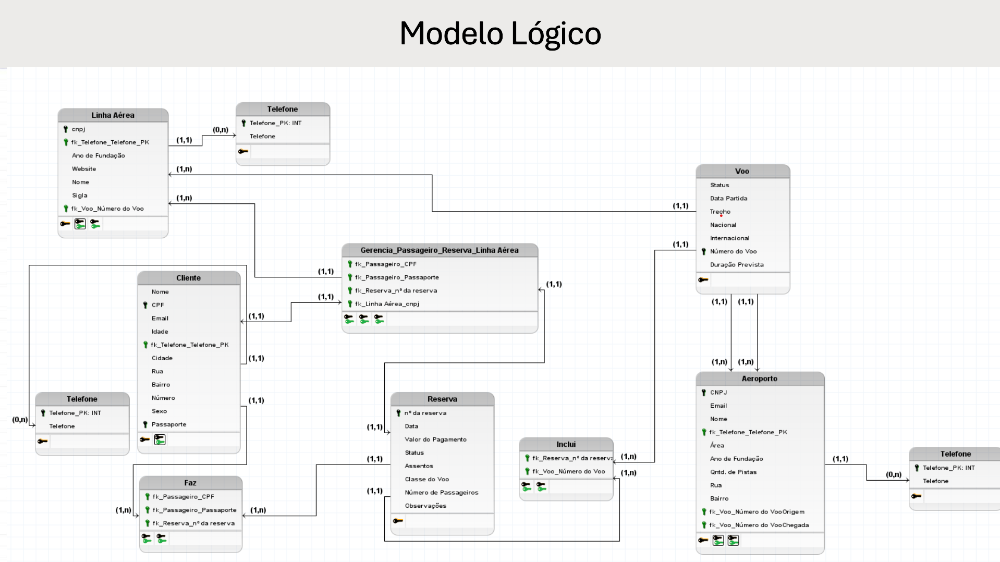 Modelo Lógico
Linha Aérea
cnpj
fk_Telefone_Telefone_PK
Ano de Fundação
Website
Nome
Sigla
fk_Voo_Número do Voo
(1,1)
(0,n)
(1,n)
(1,n)
Telefone
Telefone_PK: INT
Telefone
Voo
Status
Data Partida
Trecho
Nacional
Internacional
Número do Voo
Duração Prevista
(1,1)
(1,1)
(1,1)
(1,1)
Gerencia_Passageiro_Reserva_Linha Aérea
fk_Passageiro_CPF
fk_Passageiro_Passaporte
fk_Reserva_nº da reserva
fk_Linha Aérea_cnpj
(1,1)
(1,1)
(1,1)
Cliente
Nome
CPF
Email
Idade
fk_Telefone_Telefone_PK
Cidade
Rua
Bairro
Número
Sexo
Passaporte
(1,1)
(1,1)
(1,1)
Telefone
Telefone_PK: INT
Telefone
(0,n)
Reserva
nº da reserva
Data
Valor do Pagamento
Status
Assentos
Classe do Voo
Número de Passageiros
Observações
(1,1)
(1,1)
(1,1)
Faz
fk_Passageiro_CPF
fk_Passageiro_Passaporte
fk_Reserva_nº da reserva
(1,n)
(1,n)
Inclui
fk_Reserva_nº da reserva
fk_Voo_Número do Voo
(1,n)
(1,n)
(1,n)
(1,n)
Aeroporto
CNPJ
Email
Nome
fk_Telefone_Telefone_PK
Área
Ano de Fundação
Qntd. de Pistas
Rua
Bairro
fk_Voo_Número do VooOrigem
fk_Voo_Número do VooChegada
(1,1)
(0,n)
Telefone
Telefone_PK: INT
Telefone